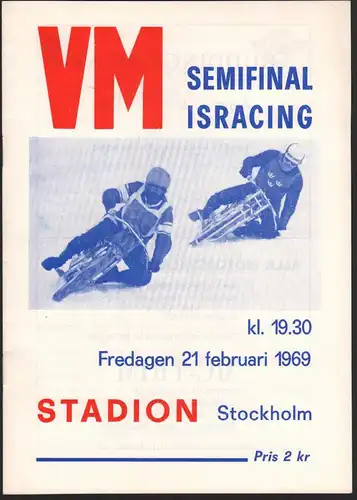 VM
SEMIFINAL
ISRACING
kl. 19.30
Fredagen 21 februari 1969
STADION Stockholm
Pris 2 kr